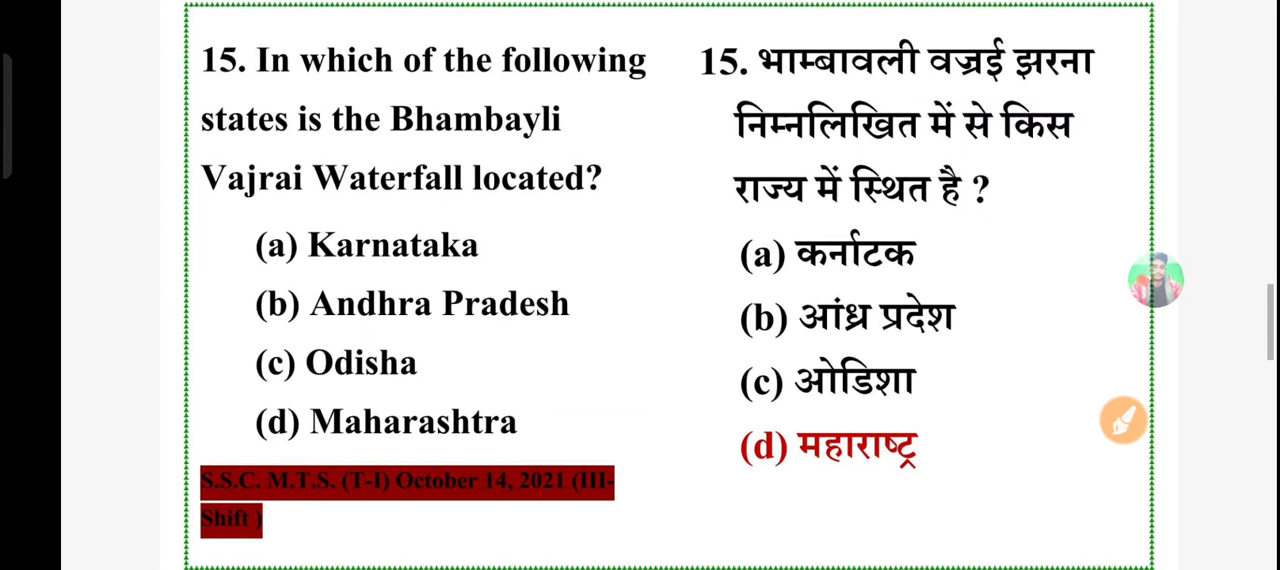 15. In which of the following
states is the Bhambayli
Vajrai Waterfall located?
(a) Karnataka
(b) Andhra Pradesh
(c) Odisha
(d) Maharashtra
S.S.C. M.T.S. (T-I) October 14, 2021 (III-
Shift )
15. भाम्बावली वज्रई झरना
निम्नलिखित में से किस
राज्य में स्थित है ?
(a) कर्नाटक
(b) आंध्र प्रदेश
(c) ओडिशा
(d) महाराष्ट्र